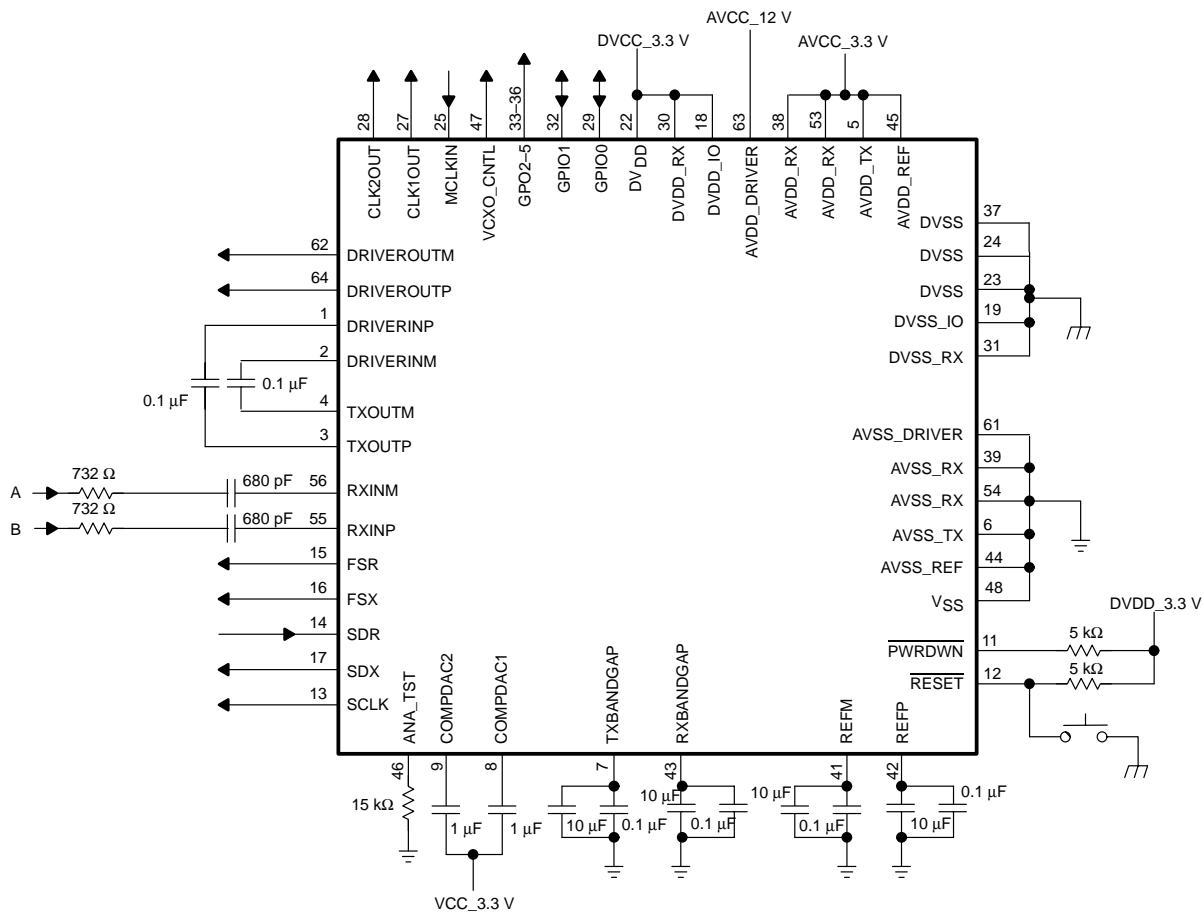 AVCC_12 V
DVCC_3.3 V
AVCC_3.3 V
28
27
25
47
33–36
32
29
22
30
18
63
38
53
5
45
CLK2OUT
CLK1OUT
MCLKIN
VCXO_CNTL
GPO2–5
GPIO1
GPIO0
DVDD
DVDD_RX
DVDD_IO
AVDD_DRIVER
AVDD_RX
AVDD_RX
AVDD_TX
AVDD_REF
62 DRIVEROUTM
64 DRIVEROUTP
1 DRIVERINP
2 DRIVERINM
0.1 µF
0.1 µF
4 TXOUTM
3 TXOUTP
A 732 Ω 680 pF 56 RXINM
B 732 Ω 680 pF 55 RXINP
15 FSR
16 FSX
14 SDR
17 SDX
13 SCLK
DVSS 37
DVSS 24
DVSS 23
DVSS_IO 19
DVSS_RX 31
AVSS_DRIVER 61
AVSS_RX 39
AVSS_RX 54
AVSS_TX 6
AVSS_REF 44
VSS 48
DVDD_3.3 V
PWRDWN 11 5 kΩ
RESET 12 5 kΩ
ANA_TST
COMPDAC2
COMPDAC1
TXBANDGAP
RXBANDGAP
REFM
REFP
46
9
8
7
43
41
42
15 kΩ
1 µF
1 µF
10 µF
0.1 µF
10 µF
0.1 µF
10 µF
0.1 µF
10 µF
0.1 µF
VCC_3.3 V